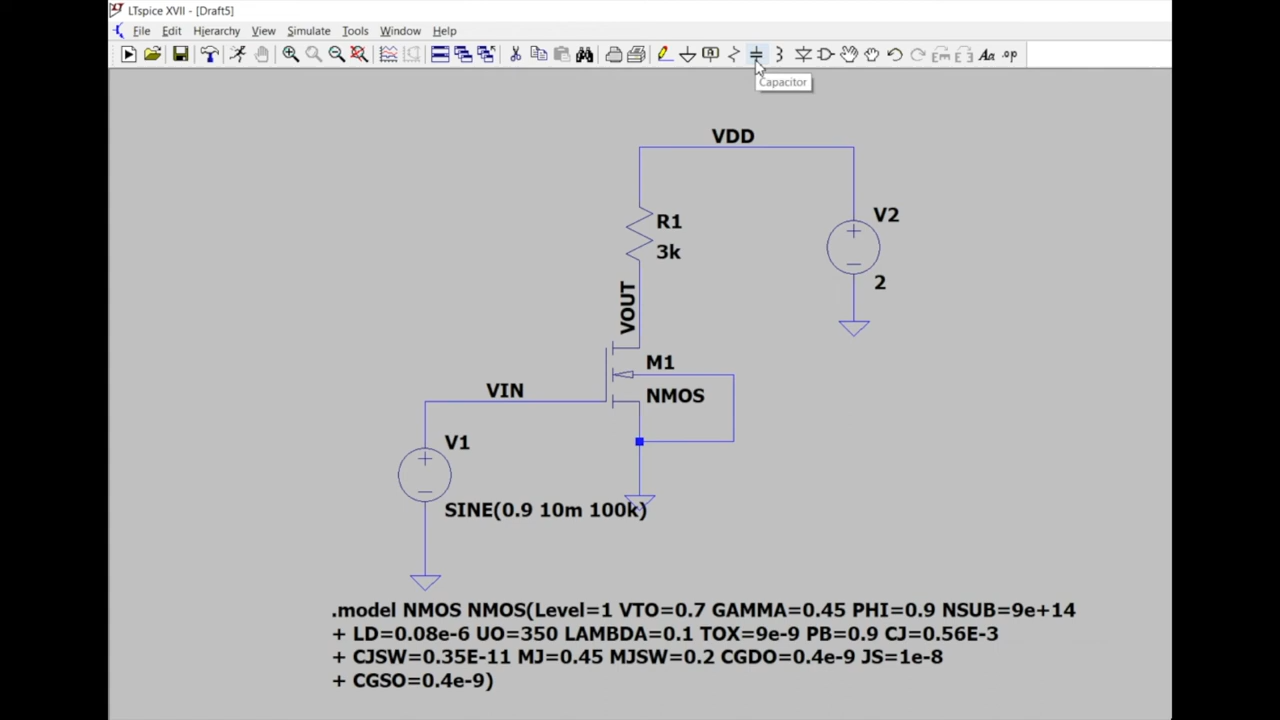 LTspice XVII - [Draft5]
File Edit Hierarchy View Simulate Tools Window Help
Aa .op
Capacitor
VDD
V2
R1
3k
2
VOUT
M1
VIN
NMOS
V1
SINE(0.9 10m 100k)
.model NMOS NMOS(Level=1 VTO=0.7 GAMMA=0.45 PHI=0.9 NSUB=9e+14
+ LD=0.08e-6 UO=350 LAMBDA=0.1 TOX=9e-9 PB=0.9 CJ=0.56E-3
+ CJSW=0.35E-11 MJ=0.45 MJSW=0.2 CGDO=0.4e-9 JS=1e-8
+ CGSO=0.4e-9)